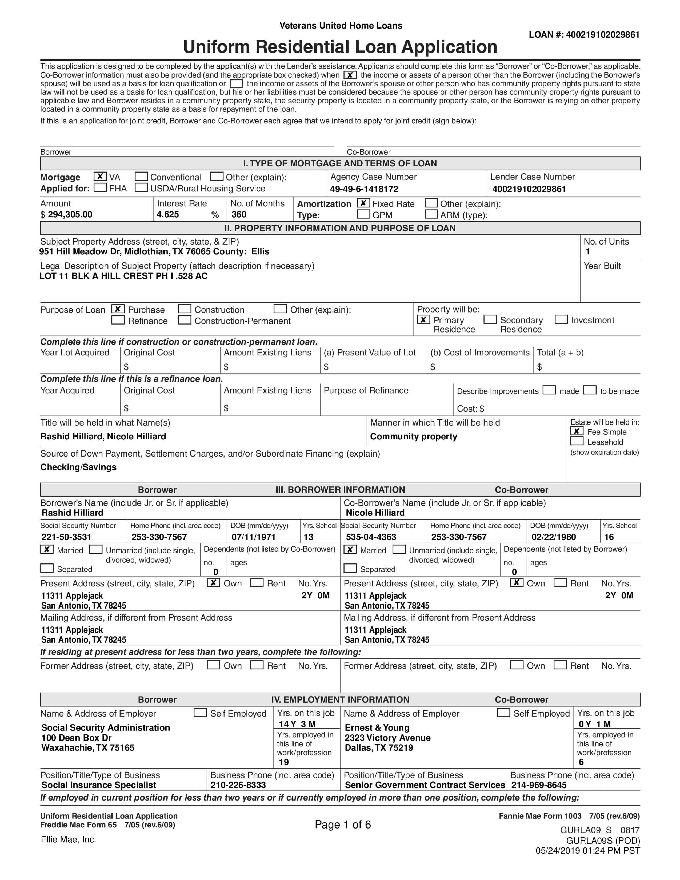 Veterans United Home Loans
LOAN #: 400219102029861
Uniform Residential Loan Application
This application is designed to be completed by the applicant(s) with the Lender's assistance. Applicants should complete this form as "Borrower" or "Co-Borrower," as applicable.
Co-Borrower information must also be provided (and the appropriate box checked) when X the income or assets of a person other than the Borrower (including the Borrower's
spouse) will be used as a basis for loan qualification or the income or assets of the Borrower's spouse or other person who has community property rights pursuant to state
law will not be used as a basis for loan qualification, but his or her liabilities must be considered because the spouse or other person has community property rights pursuant to
applicable law and Borrower resides in a community property state, the security property is located in a community property state, or the Borrower is relying on other property
located in a community property state as a basis for repayment of the loan.
If this is an application for joint credit, Borrower and Co-Borrower each agree that we intend to apply for joint credit (sign below):
Borrower Co-Borrower
I. TYPE OF MORTGAGE AND TERMS OF LOAN
Mortgage X VA Conventional Other (explain): Agency Case Number Lender Case Number
Applied for: FHA USDA/Rural Housing Service 49-49-6-1418172 400219102029861
Amount Interest Rate No. of Months Amortization X Fixed Rate Other (explain):
$ 294,305.00 4.625 % 360 Type: GPM ARM (type):
II. PROPERTY INFORMATION AND PURPOSE OF LOAN
Subject Property Address (street, city, state, & ZIP) No. of Units
951 Hill Meadow Dr, Midlothian, TX 76065 County: Ellis 1
Legal Description of Subject Property (attach description if necessary) Year Built
LOT 11 BLK A HILL CREST PH I .528 AC
Purpose of Loan X Purchase Construction Other (explain): Property will be:
Refinance Construction-Permanent X Primary Residence Secondary Residence Investment
Complete this line if construction or construction-permanent loan.
Year Lot Acquired Original Cost Amount Existing Liens (a) Present Value of Lot (b) Cost of Improvements Total (a + b)
$ $ $ $ $
Complete this line if this is a refinance loan.
Year Acquired Original Cost Amount Existing Liens Purpose of Refinance Describe Improvements made to be made
$ $ Cost: $
Title will be held in what Name(s) Manner in which Title will be held Estate will be held in:
Rashid Hilliard, Nicole Hilliard Community property X Fee Simple
Leasehold
Source of Down Payment, Settlement Charges, and/or Subordinate Financing (explain) (show expiration date)
Checking/Savings
Borrower III. BORROWER INFORMATION Co-Borrower
Borrower's Name (include Jr. or Sr. if applicable) Co-Borrower's Name (include Jr. or Sr. if applicable)
Rashid Hilliard Nicole Hilliard
Social Security Number Home Phone (incl. area code) DOB (mm/dd/yyyy) Yrs. School Social Security Number Home Phone (incl. area code) DOB (mm/dd/yyyy) Yrs. School
221-50-3531 253-330-7567 07/11/1971 13 535-04-4363 253-330-7567 02/22/1980 16
X Married Unmarried (include single, Dependents (not listed by Co-Borrower) X Married Unmarried (include single, Dependents (not listed by Borrower)
Separated divorced, widowed) no. ages Separated divorced, widowed) no. ages
0 0
Present Address (street, city, state, ZIP) X Own Rent No. Yrs. Present Address (street, city, state, ZIP) X Own Rent No. Yrs.
11311 Applejack 2Y 0M 11311 Applejack 2Y 0M
San Antonio, TX 78245 San Antonio, TX 78245
Mailing Address, if different from Present Address Mailing Address, if different from Present Address
11311 Applejack 11311 Applejack
San Antonio, TX 78245 San Antonio, TX 78245
If residing at present address for less than two years, complete the following:
Former Address (street, city, state, ZIP) Own Rent No. Yrs. Former Address (street, city, state, ZIP) Own Rent No. Yrs.
Borrower IV. EMPLOYMENT INFORMATION Co-Borrower
Name & Address of Employer Self Employed Yrs. on this job Name & Address of Employer Self Employed Yrs. on this job
14Y 3M 0Y 1M
Social Security Administration Yrs. employed in Ernest & Young Yrs. employed in
100 Dean Box Dr this line of 2323 Victory Avenue this line of
Waxahachie, TX 75165 work/profession Dallas, TX 75219 work/profession
19 6
Position/Title/Type of Business Business Phone (incl. area code) Position/Title/Type of Business Business Phone (incl. area code)
Social Insurance Specialist 210-226-8333 Senior Government Contract Services 214-969-8645
If employed in current position for less than two years or if currently employed in more than one position, complete the following:
Uniform Residential Loan Application Fannie Mae Form 1003 7/05 (rev.6/09)
Freddie Mac Form 65 7/05 (rev.6/09) Page 1 of 6
GURLA09_S 0817
Ellie Mae, Inc. GURLA09S (POD)
05/24/2019 01:24 PM PST